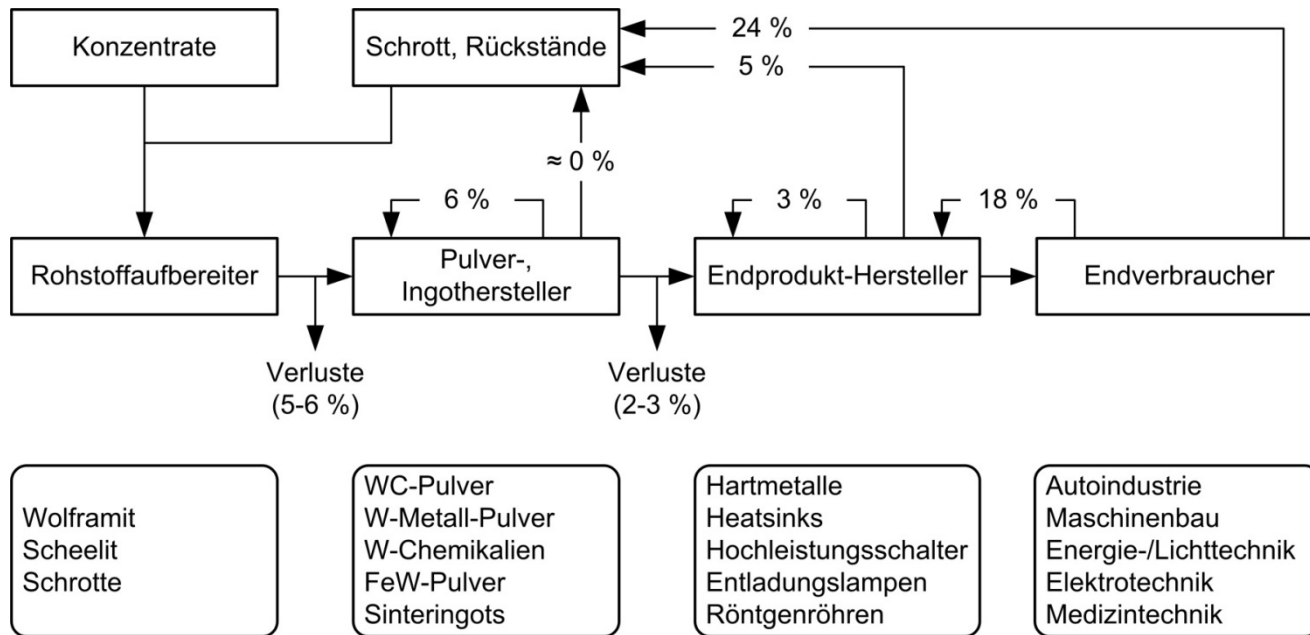 Konzentrate
Schrott, Rückstände
24 %
5 %
≈ 0 %
6 %
3 %
18 %
Rohstoffaufbereiter
Pulver-,
Ingothersteller
Endprodukt-Hersteller
Endverbraucher
Verluste
(5-6 %)
Verluste
(2-3 %)
Wolframit
Scheelit
Schrotte
WC-Pulver
W-Metall-Pulver
W-Chemikalien
FeW-Pulver
Sinteringots
Hartmetalle
Heatsinks
Hochleistungsschalter
Entladungslampen
Röntgenröhren
Autoindustrie
Maschinenbau
Energie-/Lichttechnik
Elektrotechnik
Medizintechnik